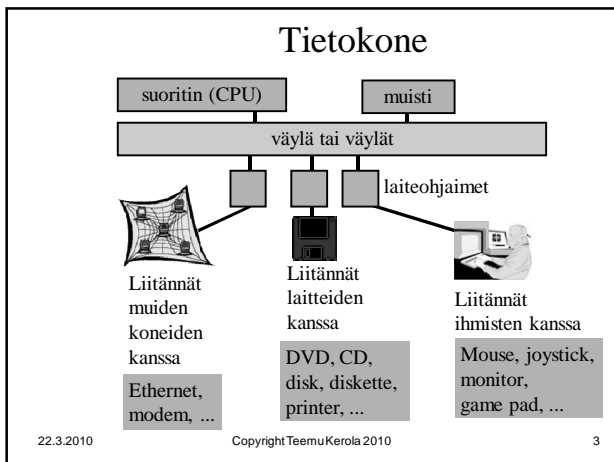 Tietokone
suoritin (CPU)
muisti
väylä tai väylät
laiteohjaimet
Liitännät
muiden
koneiden
kanssa
Ethernet,
modem, ...
Liitännät
laitteiden
kanssa
DVD, CD,
disk, diskette,
printer, ...
Liitännät
ihmisten kanssa
Mouse, joystick,
monitor,
game pad, ...
22.3.2010
Copyright Teemu Kerola 2010
3